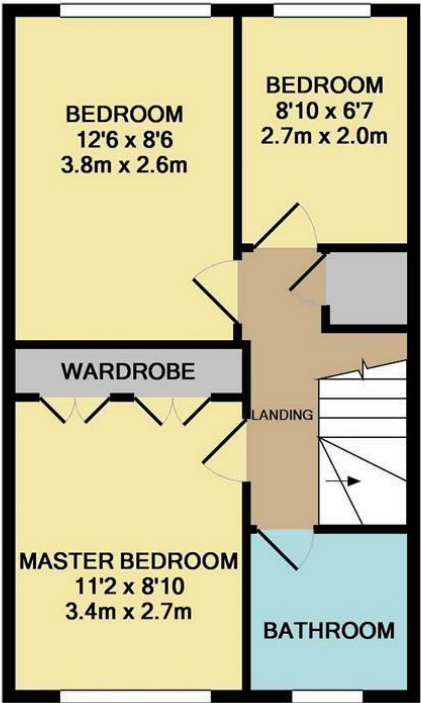 BEDROOM
12'6 x 8'6
3.8m x 2.6m
BEDROOM
8'10 x 6'7
2.7m x 2.0m
WARDROBE
LANDING
MASTER BEDROOM
11'2 x 8'10
3.4m x 2.7m
BATHROOM